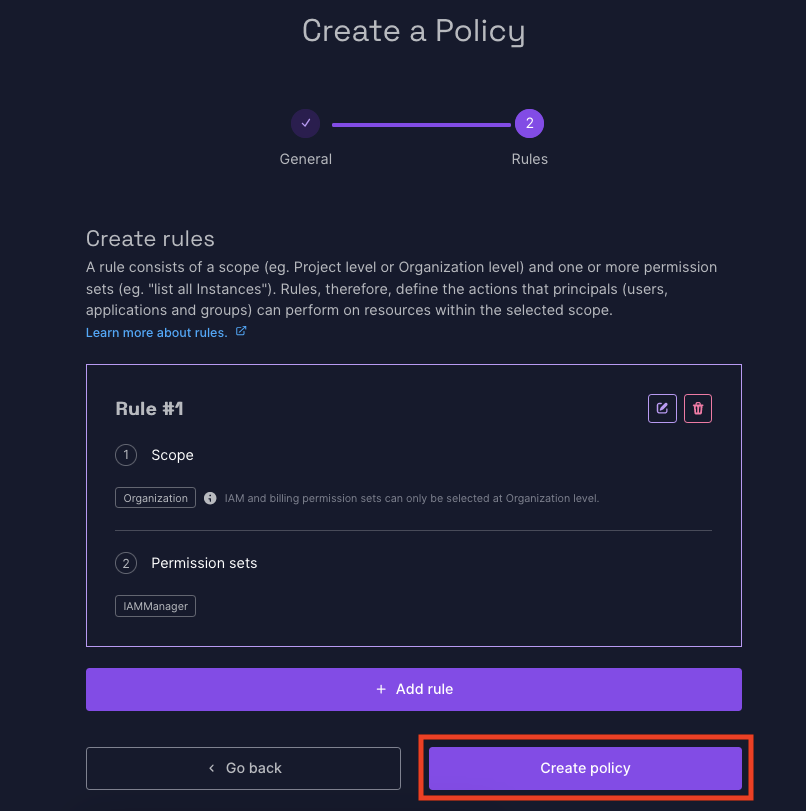 Create a Policy
2
General
Rules
Create rules
A rule consists of a scope (eg. Project level or Organization level) and one or more permission
sets (eg. "list all Instances"). Rules, therefore, define the actions that principals (users,
applications and groups) can perform on resources within the selected scope.
Learn more about rules.
Rule #1
1 Scope
Organization IAM and billing permission sets can only be selected at Organization level.
2 Permission sets
IAMManager
+ Add rule
< Go back
Create policy